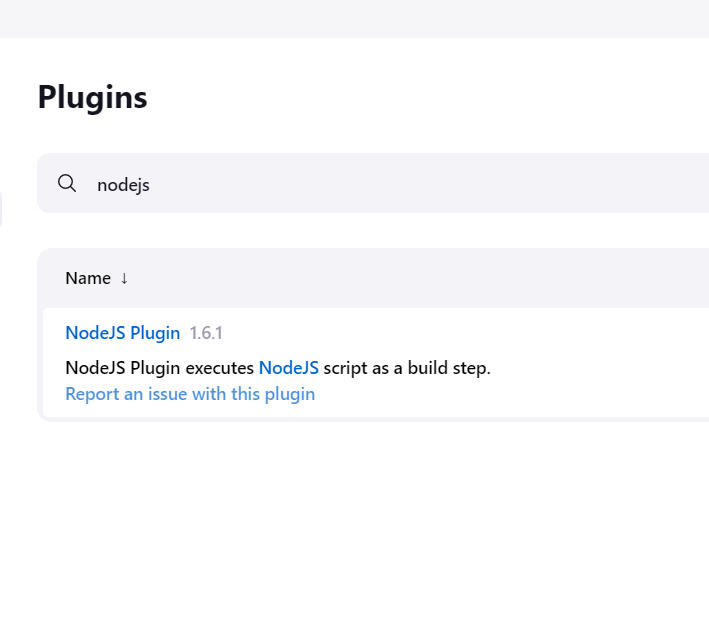 Plugins
nodejs
Name ↓
NodeJS Plugin 1.6.1
NodeJS Plugin executes NodeJS script as a build step.
Report an issue with this plugin